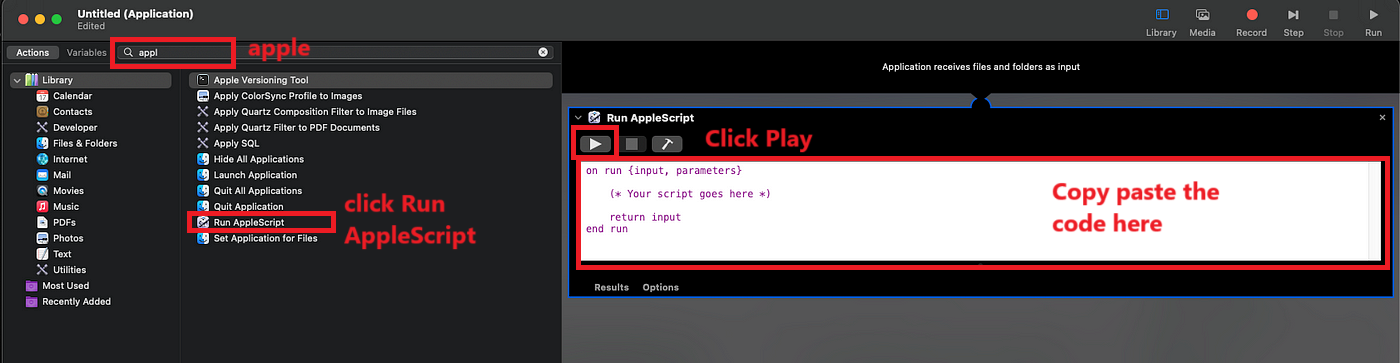 Untitled (Application)
Edited
Library
Media
Record
Step
Stop
Run
Actions
Variables
appl
apple
Library
Calendar
Contacts
Developer
Files & Folders
Internet
Mail
Movies
Music
PDFs
Photos
Text
Utilities
Most Used
Recently Added
Apple Versioning Tool
Apply ColorSync Profile to Images
Apply Quartz Composition Filter to Image Files
Apply Quartz Filter to PDF Documents
Apply SQL
Hide All Applications
Launch Application
Quit All Applications
Quit Application
Run AppleScript
Set Application for Files
click Run
AppleScript
Application receives files and folders as input
Run AppleScript
Click Play
on run {input, parameters}
(* Your script goes here *)
return input
end run
Copy paste the
code here
Results
Options